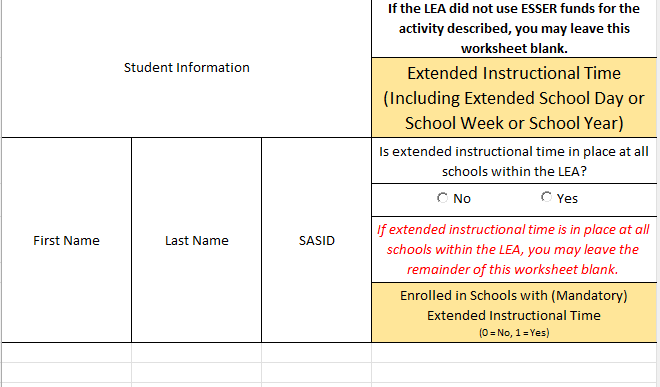 Student Information
If the LEA did not use ESSER funds for the
activity described, you may leave this
worksheet blank.
Extended Instructional Time
(Including Extended School Day or
School Week or School Year)
First Name
Last Name
SASID
Is extended instructional time in place at all
schools within the LEA?
No
Yes
If extended instructional time is in place at all
schools within the LEA, you may leave the
remainder of this worksheet blank.
Enrolled in Schools with (Mandatory)
Extended Instructional Time
(0 = No, 1 = Yes)